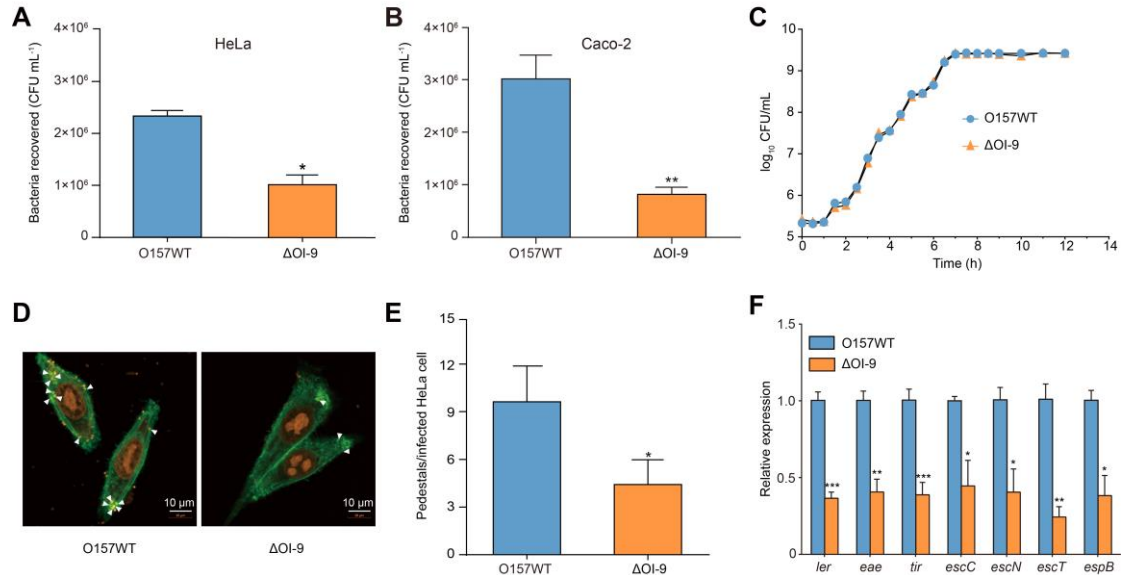 A
Bacteria recovered (CFU mL⁻¹)
4×10⁶
3×10⁶
2×10⁶
1×10⁶
0
HeLa
*
O157WT
ΔOI-9
B
Bacteria recovered (CFU mL⁻¹)
4×10⁶
3×10⁶
2×10⁶
1×10⁶
0
Caco-2
**
O157WT
ΔOI-9
C
log₁₀ CFU/mL
10
9
8
7
6
5
O157WT
ΔOI-9
0 2 4 6 8 10 12 14
Time (h)
D
10 μm
10 μm
O157WT
ΔOI-9
E
Pedestals/infected HeLa cell
15
12
9
6
3
0
*
O157WT
ΔOI-9
F
Relative expression
1.5
1.0
0.5
0
O157WT
ΔOI-9
*** ** *** * * ** *
ler eae tir escC escN escT espB